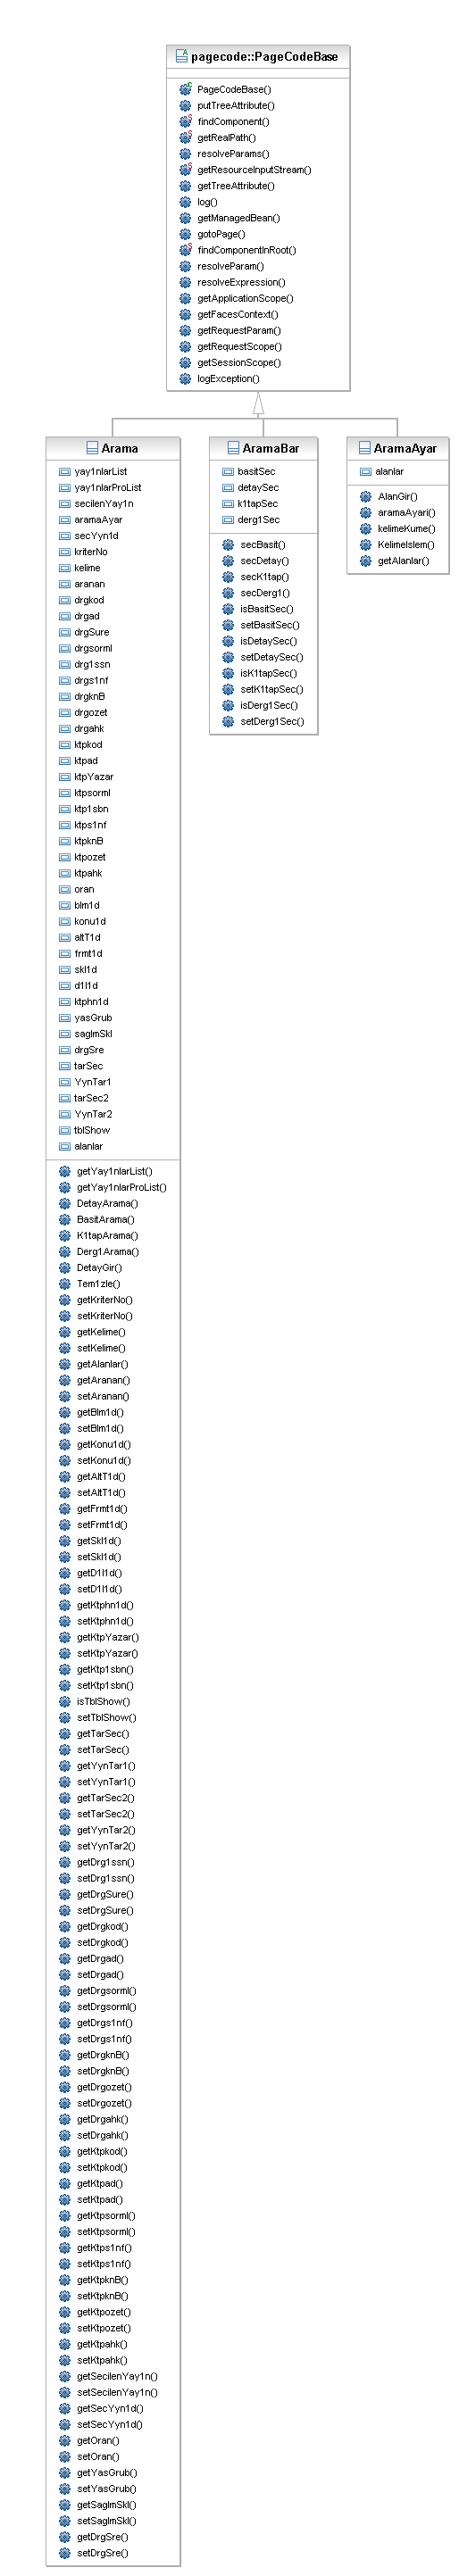 pagecode::PageCodeBase
PageCodeBase()
putTreeAttribute()
findComponent()
getRealPath()
resolveParams()
getResourceInputStream()
getTreeAttribute()
log()
getManagedBean()
gotoPage()
findComponentInRoot()
resolveParam()
resolveExpression()
getApplicationScope()
getFacesContext()
getRequestParam()
getRequestScope()
getSessionScope()
logException()
Arama
yay1nlarList
yay1nlarProList
secilenYay1n
aramaAyar
secYyn1d
kriterNo
kelime
aranan
drgkod
drgad
drgSure
drgsorml
drg1ssn
drgs1nf
drgknB
drgozet
drgahk
ktpkod
ktpad
ktpYazar
ktpsorml
ktp1sbn
ktps1nf
ktpknB
ktpozet
ktpahk
oran
blm1d
konu1d
altT1d
frmt1d
skl1d
d1l1d
ktphn1d
yasGrub
saglmSkl
drgSre
tarSec
YynTar1
tarSec2
YynTar2
tblShow
alanlar
getYay1nlarList()
getYay1nlarProList()
DetayArama()
BasitArama()
K1tapArama()
Derg1Arama()
DetayGir()
Tem1zle()
getKriterNo()
setKriterNo()
getKelime()
setKelime()
getAlanlar()
getAranan()
setAranan()
getBlm1d()
setBlm1d()
getKonu1d()
setKonu1d()
getAltT1d()
setAltT1d()
getFrmt1d()
setFrmt1d()
getSkl1d()
setSkl1d()
getD1l1d()
setD1l1d()
getKtphn1d()
setKtphn1d()
getKtpYazar()
setKtpYazar()
getKtp1sbn()
setKtp1sbn()
isTblShow()
setTblShow()
getTarSec()
setTarSec()
getYynTar1()
setYynTar1()
getTarSec2()
setTarSec2()
getYynTar2()
setYynTar2()
getDrg1ssn()
setDrg1ssn()
getDrgSure()
setDrgSure()
getDrgkod()
setDrgkod()
getDrgad()
setDrgad()
getDrgsorml()
setDrgsorml()
getDrgs1nf()
setDrgs1nf()
getDrgknB()
setDrgknB()
getDrgozet()
setDrgozet()
getDrgahk()
setDrgahk()
getKtpkod()
setKtpkod()
getKtpad()
setKtpad()
getKtpsorml()
setKtpsorml()
getKtps1nf()
setKtps1nf()
getKtpknB()
setKtpknB()
getKtpozet()
setKtpozet()
getKtpahk()
setKtpahk()
getSecilenYay1n()
setSecilenYay1n()
getSecYyn1d()
setSecYyn1d()
getOran()
setOran()
getYasGrub()
setYasGrub()
getSaglmSkl()
setSaglmSkl()
getDrgSre()
setDrgSre()
AramaBar
basitSec
detaySec
k1tapSec
derg1Sec
secBasit()
secDetay()
secK1tap()
secDerg1()
isBasitSec()
setBasitSec()
isDetaySec()
setDetaySec()
isK1tapSec()
setK1tapSec()
isDerg1Sec()
setDerg1Sec()
AramaAyar
alanlar
AlanGir()
aramaAyari()
kelimeKume()
KelimeIslem()
getAlanlar()